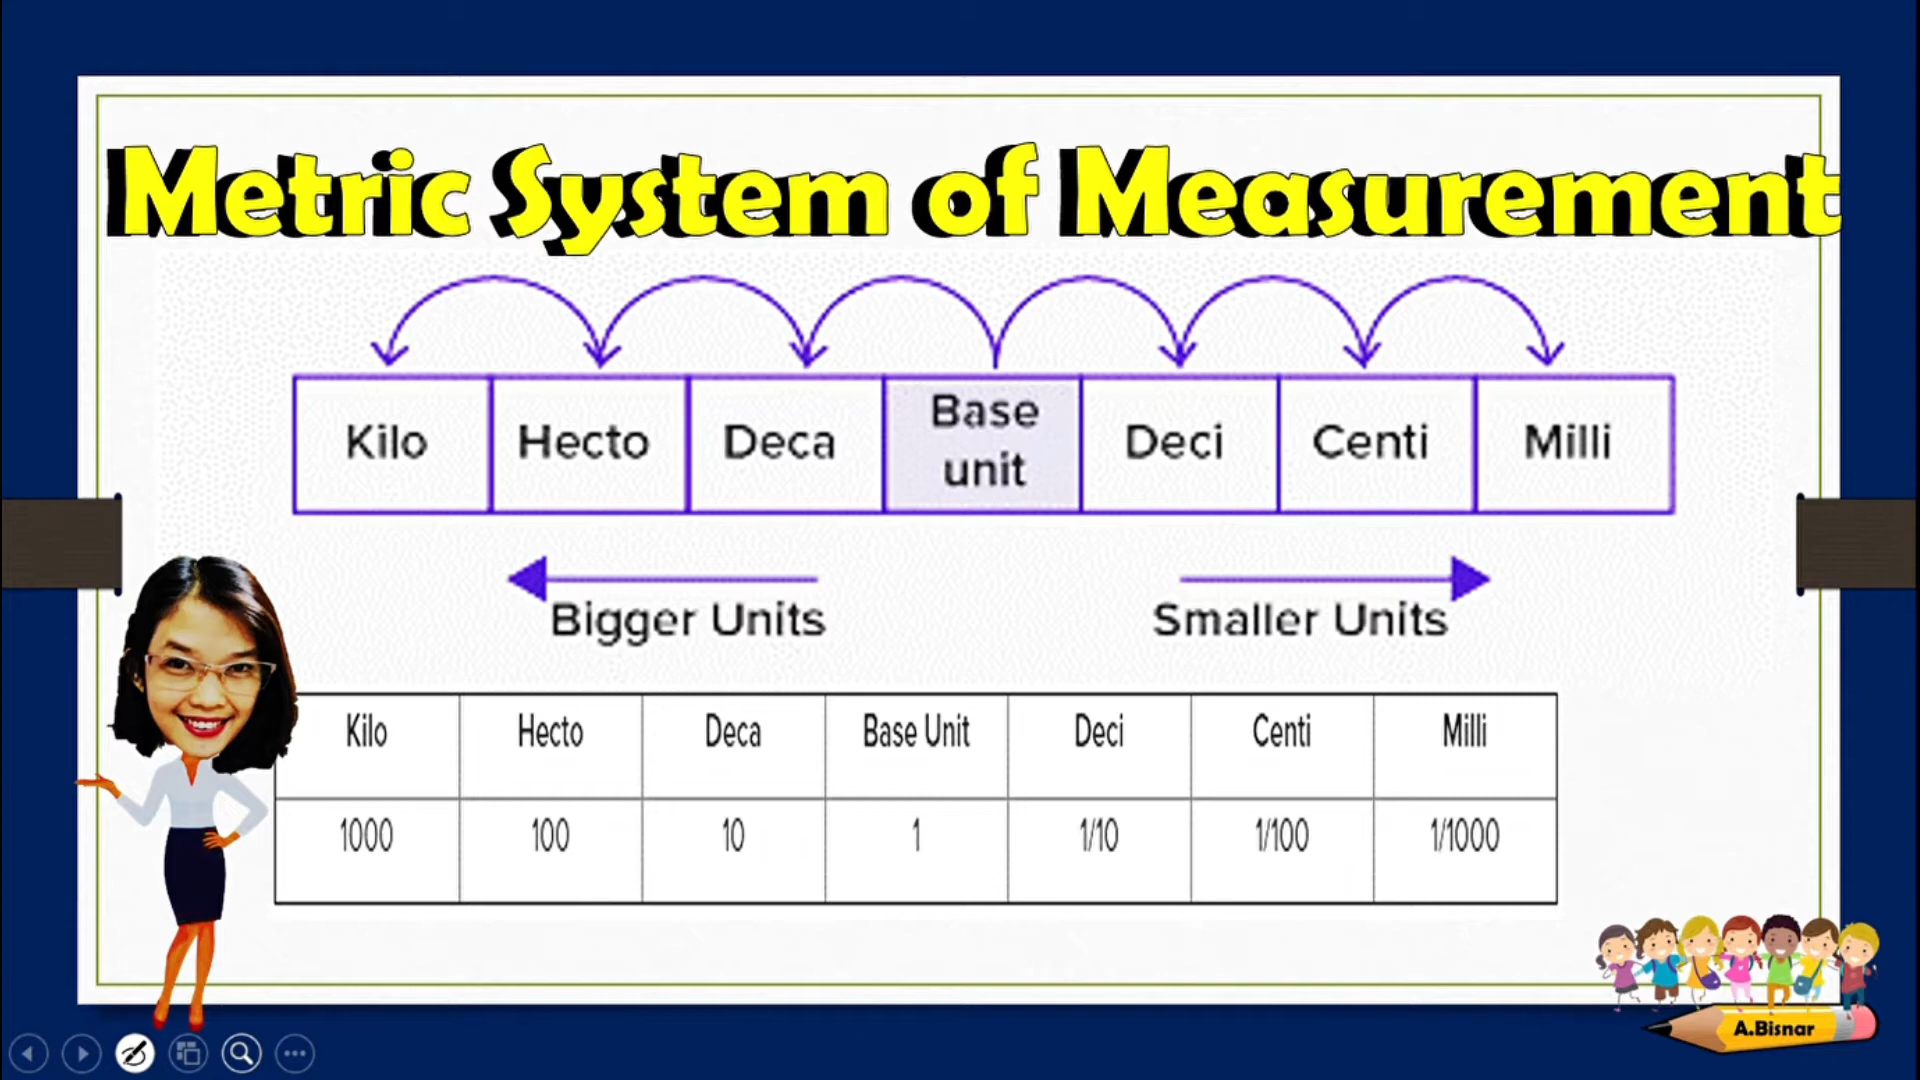 Metric System of Measurement
Kilo Hecto Deca Base unit Deci Centi Milli
Bigger Units Smaller Units
Kilo Hecto Deca Base Unit Deci Centi Milli
1000 100 10 1 1/10 1/100 1/1000
A.Bisnar